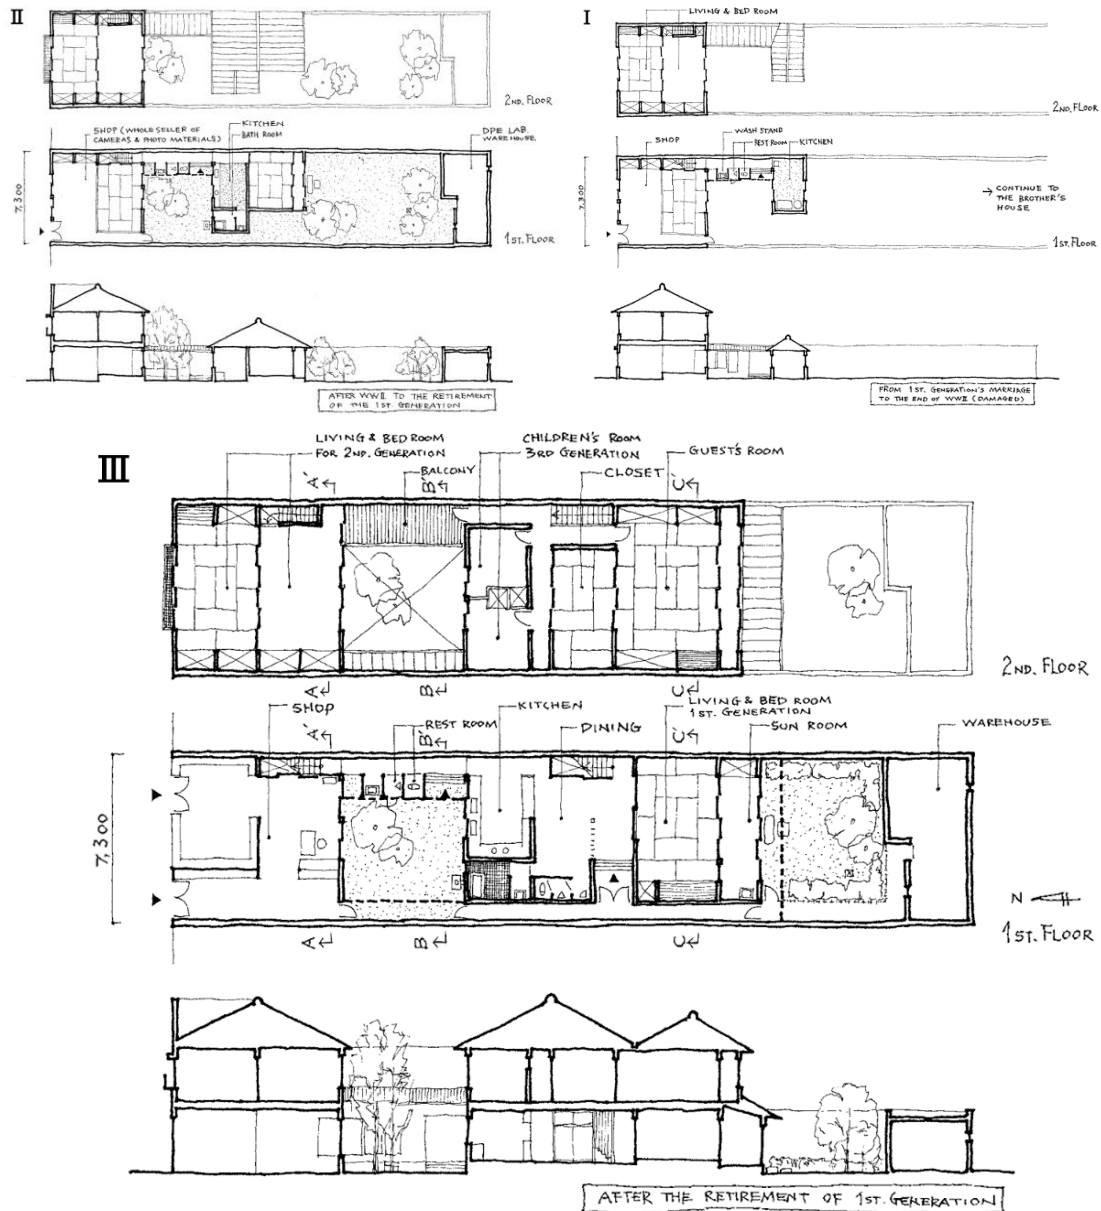 II
2ND. FLOOR
SHOP (WHOLE SELLER OF
CAMERAS & PHOTO MATERIALS)
KITCHEN
BATH ROOM
DPE LAB.
WAREHOUSE
7,300
1ST. FLOOR
AFTER WWII TO THE RETIREMENT
OF THE 1ST GENERATION
I
LIVING & BED ROOM
2ND. FLOOR
SHOP
WASH STAND
REST ROOM
KITCHEN
7,300
→ CONTINUE TO
THE BROTHER'S
HOUSE
1ST. FLOOR
FROM 1ST. GENERATION'S MARRIAGE
TO THE END OF WWII (DAMAGED)
III
LIVING & BED ROOM
FOR 2ND. GENERATION
BALCONY
CHILDREN'S ROOM
3RD GENERATION
CLOSET
GUEST'S ROOM
A'
B'
C'
A
B
C
2ND. FLOOR
SHOP
REST ROOM
KITCHEN
DINING
LIVING & BED ROOM
1ST. GENERATION
SUN ROOM
WAREHOUSE
A'
B'
C'
7,300
N
A
B
C
1ST. FLOOR
AFTER THE RETIREMENT OF 1ST. GENERATION